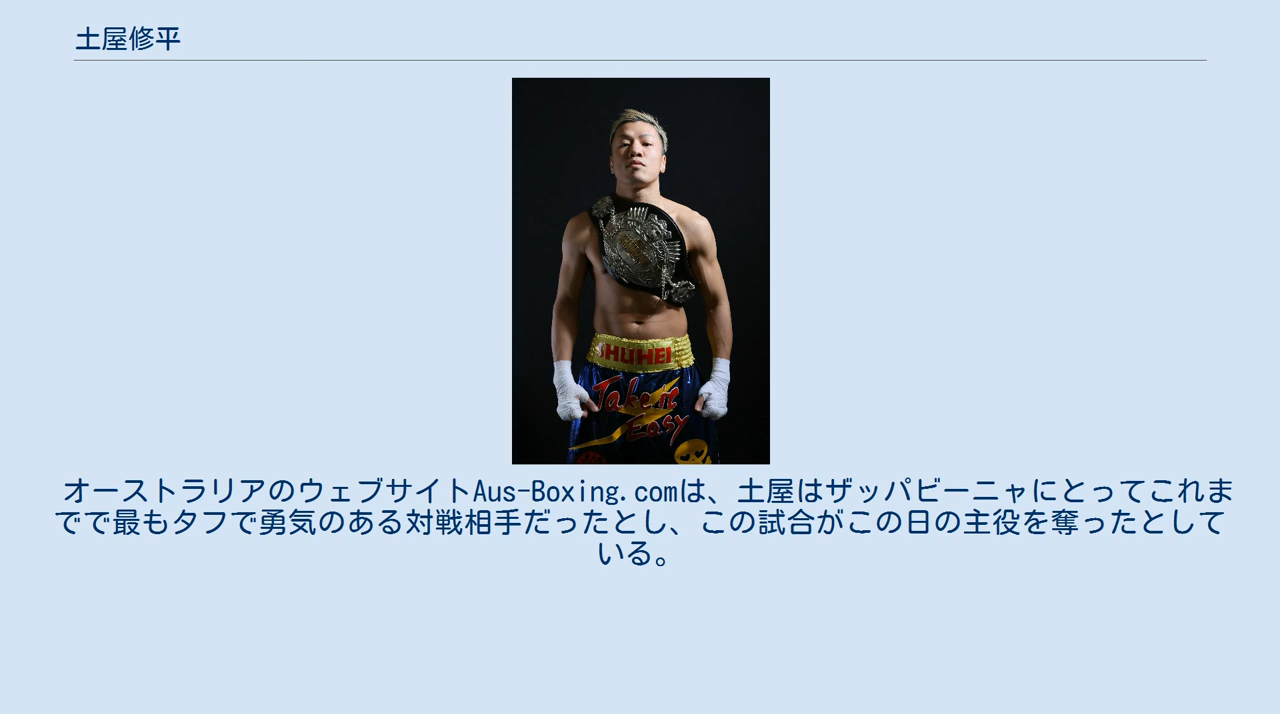 土屋修平
SHUHEI
Take it
Easy
オーストラリアのウェブサイトAus-Boxing.comは、土屋はザッパビーニャにとってこれま
でで最もタフで勇気のある対戦相手だったとし、この試合がこの日の主役を奪ったとして
いる。